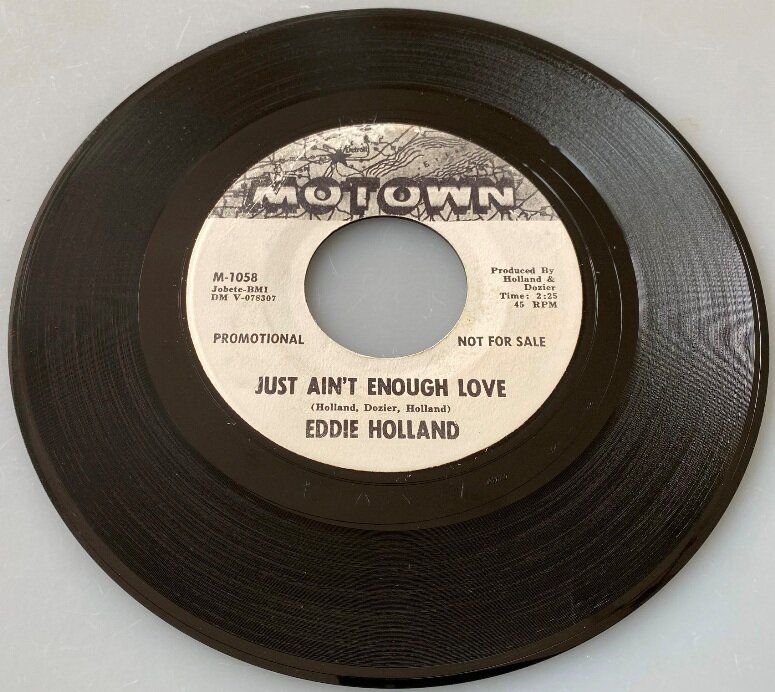 Detroit
MOTOWN
M-1058
Jobete-BMI
DM V-078307
Produced By
Holland &
Dozier
Time: 2:25
45 RPM
PROMOTIONAL
NOT FOR SALE
JUST AIN'T ENOUGH LOVE
(Holland, Dozier, Holland)
EDDIE HOLLAND